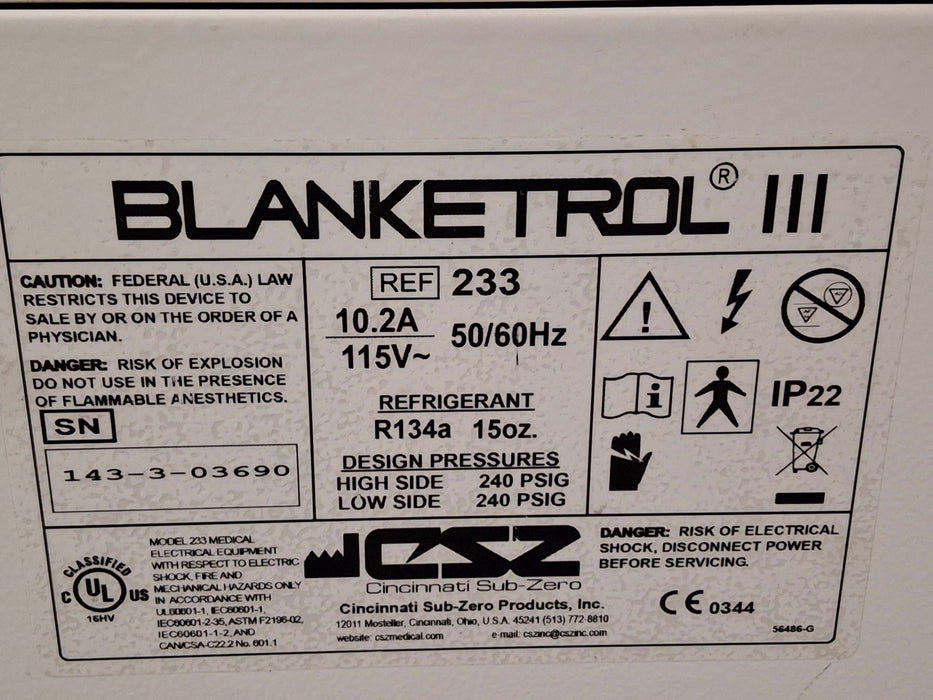 BLANKETROL® III
CAUTION: FEDERAL (U.S.A.) LAW
RESTRICTS THIS DEVICE TO
SALE BY OR ON THE ORDER OF A
PHYSICIAN.
DANGER: RISK OF EXPLOSION
DO NOT USE IN THE PRESENCE
OF FLAMMABLE ANESTHETICS.
SN
143-3-03690
REF 233
10.2A
115V~
50/60Hz
REFRIGERANT
R134a 15oz.
DESIGN PRESSURES
HIGH SIDE 240 PSIG
LOW SIDE 240 PSIG
!
i
IP22
CLASSIFIED
C UL US
16HV
MODEL 233 MEDICAL
ELECTRICAL EQUIPMENT
WITH RESPECT TO ELECTRIC
SHOCK, FIRE AND
MECHANICAL HAZARDS ONLY
IN ACCORDANCE WITH
UL60601-1, IEC60601-1,
IEC60601-2-35, ASTM F2196-02,
IEC60601-1-2, AND
CAN/CSA-C22.2 No. 601.1
CSZ
Cincinnati Sub-Zero
Cincinnati Sub-Zero Products, Inc.
12011 Mosteller, Cincinnati, Ohio, U.S.A. 45241 (513) 772-8810
website: cszmedical.com e-mail: cszinc@cszinc.com
DANGER: RISK OF ELECTRICAL
SHOCK, DISCONNECT POWER
BEFORE SERVICING.
CE 0344
56486-G